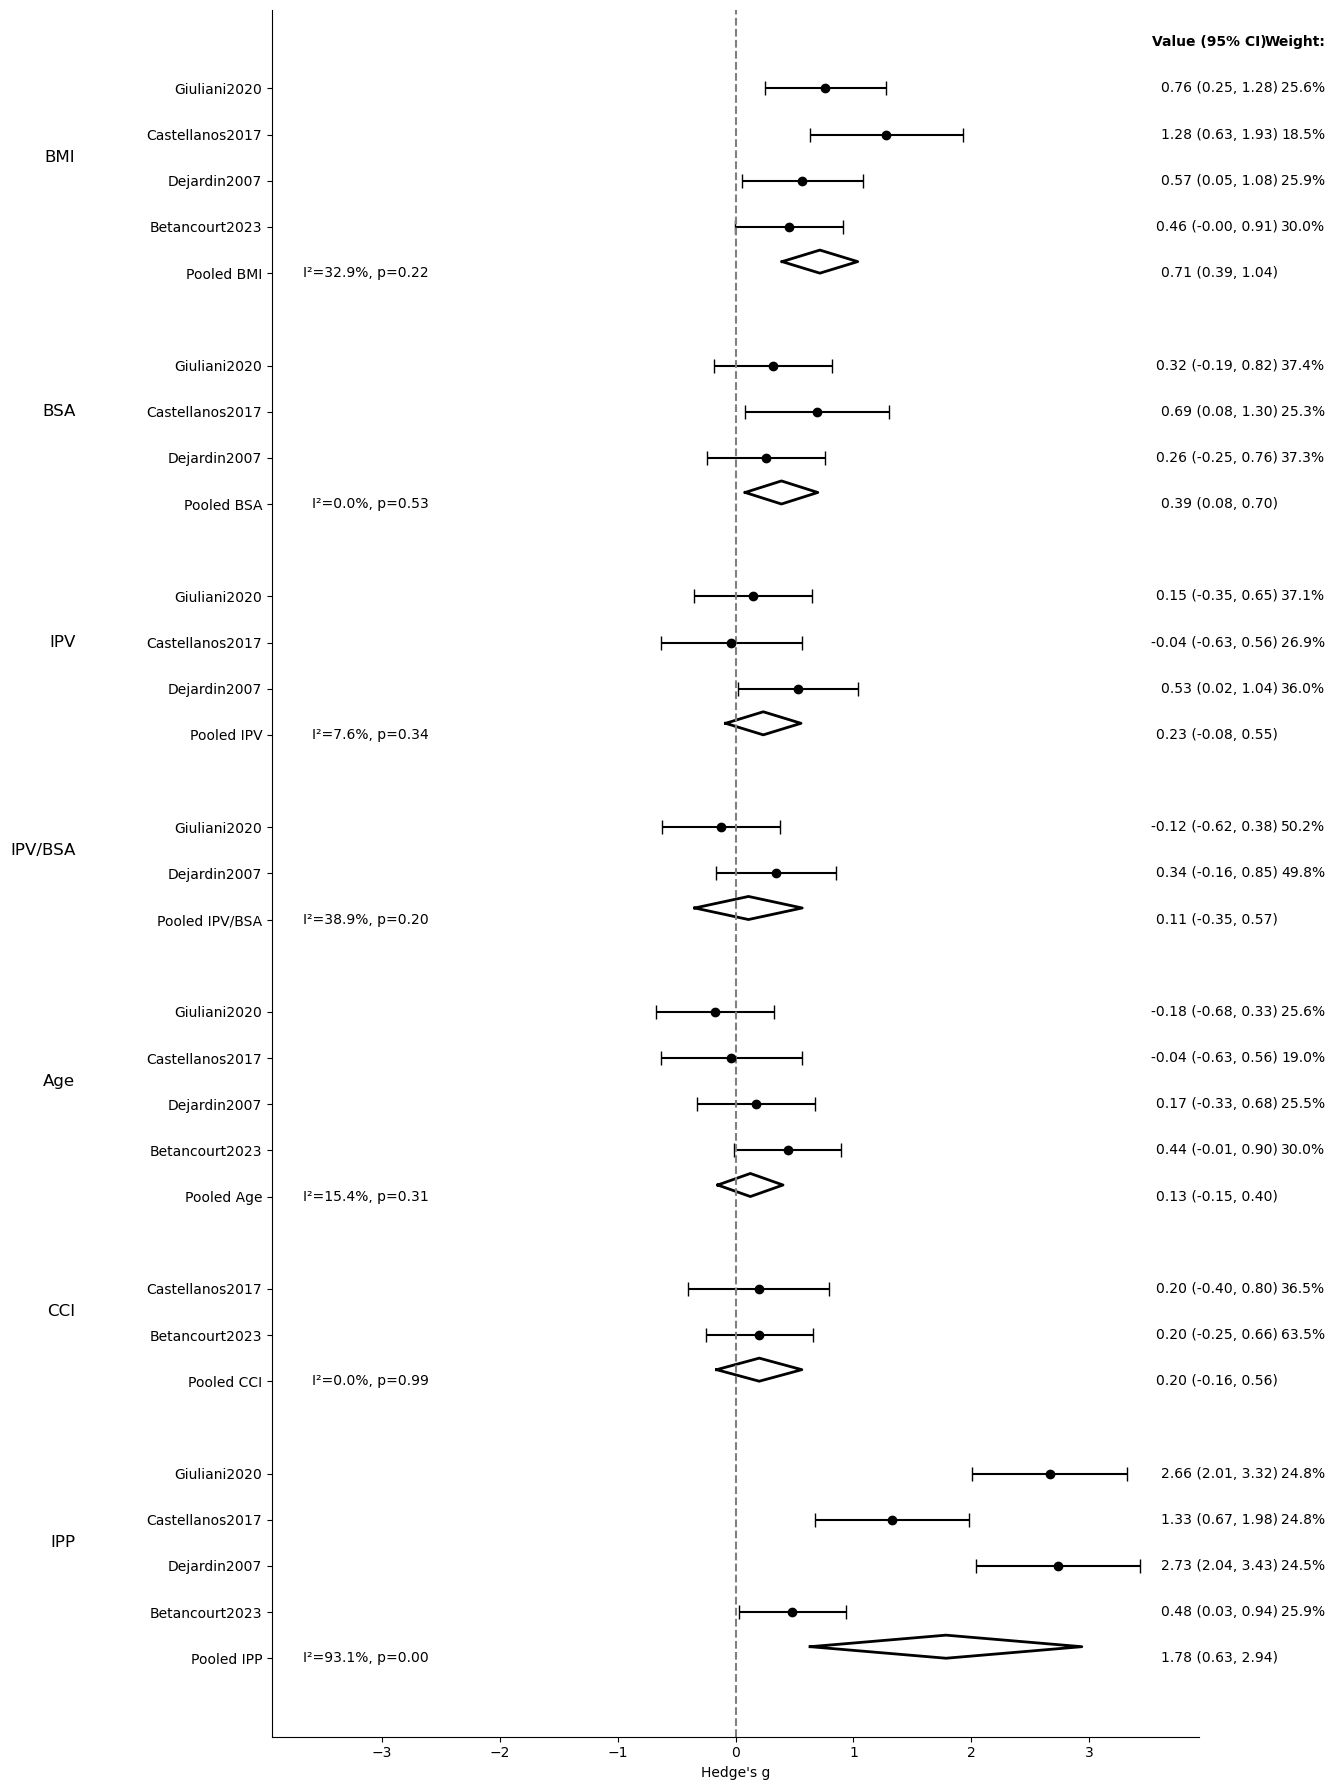 Value (95% CI) Weight:
Giuliani2020 0.76 (0.25, 1.28) 25.6%
Castellanos2017 1.28 (0.63, 1.93) 18.5%
BMI
Dejardin2007 0.57 (0.05, 1.08) 25.9%
Betancourt2023 0.46 (-0.00, 0.91) 30.0%
Pooled BMI I²=32.9%, p=0.22 0.71 (0.39, 1.04)
Giuliani2020 0.32 (-0.19, 0.82) 37.4%
BSA Castellanos2017 0.69 (0.08, 1.30) 25.3%
Dejardin2007 0.26 (-0.25, 0.76) 37.3%
Pooled BSA I²=0.0%, p=0.53 0.39 (0.08, 0.70)
Giuliani2020 0.15 (-0.35, 0.65) 37.1%
IPV Castellanos2017 -0.04 (-0.63, 0.56) 26.9%
Dejardin2007 0.53 (0.02, 1.04) 36.0%
Pooled IPV I²=7.6%, p=0.34 0.23 (-0.08, 0.55)
Giuliani2020 -0.12 (-0.62, 0.38) 50.2%
IPV/BSA
Dejardin2007 0.34 (-0.16, 0.85) 49.8%
Pooled IPV/BSA I²=38.9%, p=0.20 0.11 (-0.35, 0.57)
Giuliani2020 -0.18 (-0.68, 0.33) 25.6%
Castellanos2017 -0.04 (-0.63, 0.56) 19.0%
Age
Dejardin2007 0.17 (-0.33, 0.68) 25.5%
Betancourt2023 0.44 (-0.01, 0.90) 30.0%
Pooled Age I²=15.4%, p=0.31 0.13 (-0.15, 0.40)
Castellanos2017 0.20 (-0.40, 0.80) 36.5%
CCI
Betancourt2023 0.20 (-0.25, 0.66) 63.5%
Pooled CCI I²=0.0%, p=0.99 0.20 (-0.16, 0.56)
Giuliani2020 2.66 (2.01, 3.32) 24.8%
Castellanos2017 1.33 (0.67, 1.98) 24.8%
IPP
Dejardin2007 2.73 (2.04, 3.43) 24.5%
Betancourt2023 0.48 (0.03, 0.94) 25.9%
Pooled IPP I²=93.1%, p=0.00 1.78 (0.63, 2.94)
−3 −2 −1 0 1 2 3
Hedge's g